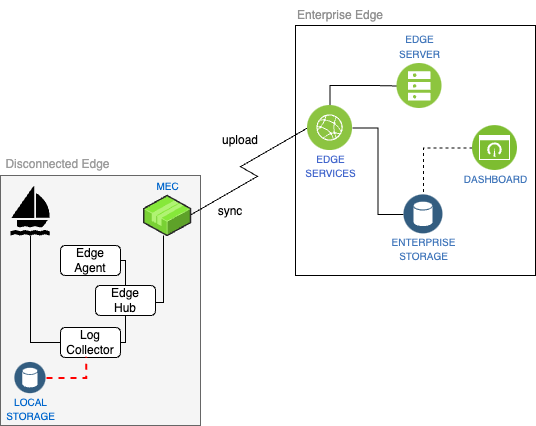 Enterprise Edge
EDGE
SERVER
upload
EDGE
SERVICES
DASHBOARD
Disconnected Edge
MEC
sync
ENTERPRISE
STORAGE
Edge
Agent
Edge
Hub
Log
Collector
LOCAL
STORAGE